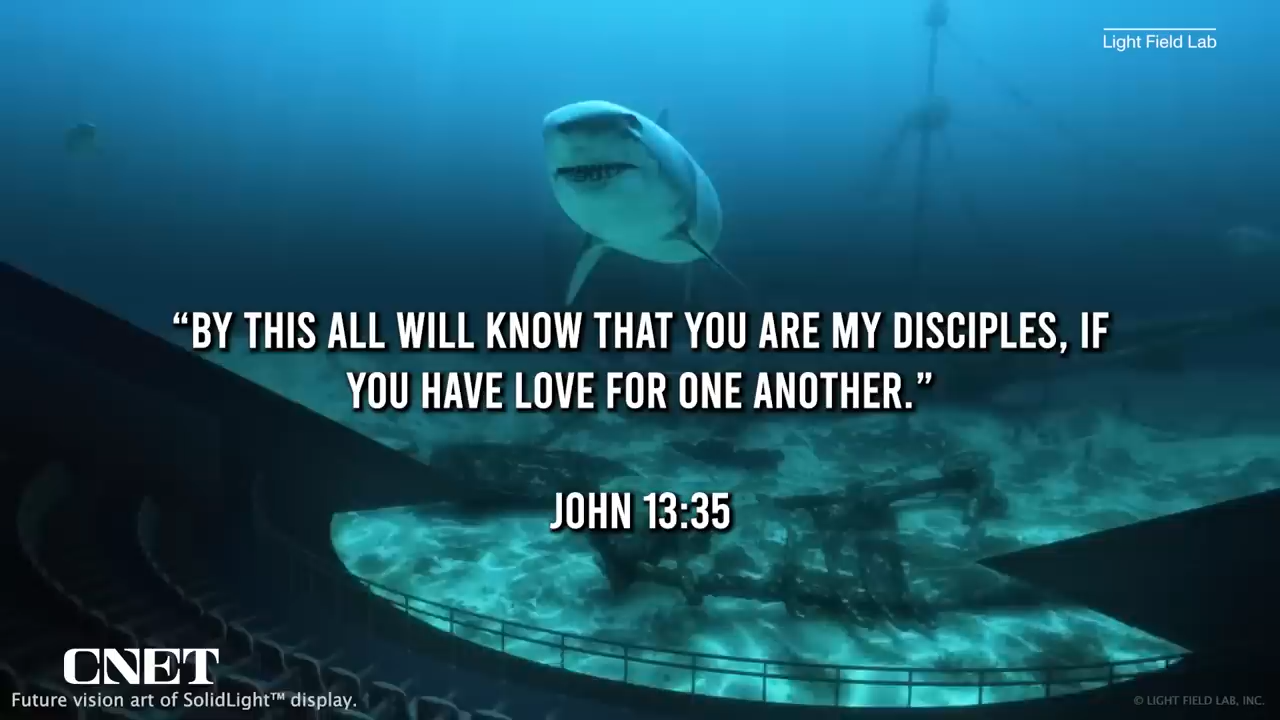 Light Field Lab
“BY THIS ALL WILL KNOW THAT YOU ARE MY DISCIPLES, IF
YOU HAVE LOVE FOR ONE ANOTHER.”
JOHN 13:35
CNET
Future vision art of SolidLight™ display.
© LIGHT FIELD LAB, INC.